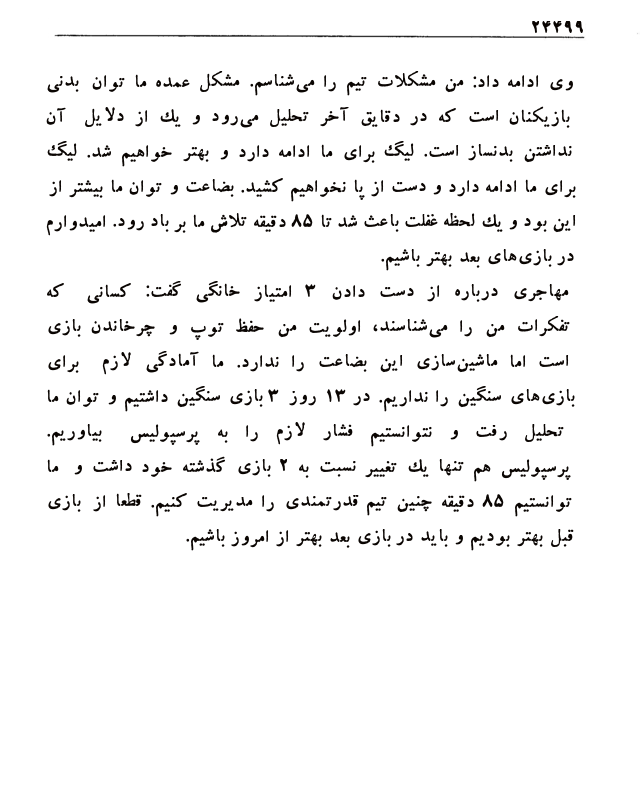 ۲۴۴۹۹
وی ادامه داد: من مشکلات تیم را می‌شناسم. مشکل عمده ما توان بدنی
بازیکنان است که در دقایق آخر تحلیل می‌رود و یك از دلایل آن
نداشتن بدنساز است. لیگ برای ما ادامه دارد و بهتر خواهیم شد. لیگ
برای ما ادامه دارد و دست از پا نخواهیم کشید. بضاعت و توان ما بیشتر از
این بود و یك لحظه غفلت باعث شد تا ۸۵ دقیقه تلاش ما بر باد رود. امیدوارم
در بازی‌های بعد بهتر باشیم.
مهاجری درباره از دست دادن ۳ امتیاز خانگی گفت: کسانی که
تفکرات من را می‌شناسند، اولویت من حفظ توپ و چرخاندن بازی
است اما ماشین‌سازی این بضاعت را ندارد. ما آمادگی لازم برای
بازی‌های سنگین را نداریم. در ۱۳ روز ۳ بازی سنگین داشتیم و توان ما
تحلیل رفت و نتوانستیم فشار لازم را به پرسپولیس بیاوریم.
پرسپولیس هم تنها یك تغییر نسبت به ۲ بازی گذشته خود داشت و ما
توانستیم ۸۵ دقیقه چنین تیم قدرتمندی را مدیریت کنیم. قطعا از بازی
قبل بهتر بودیم و باید در بازی بعد بهتر از امروز باشیم.